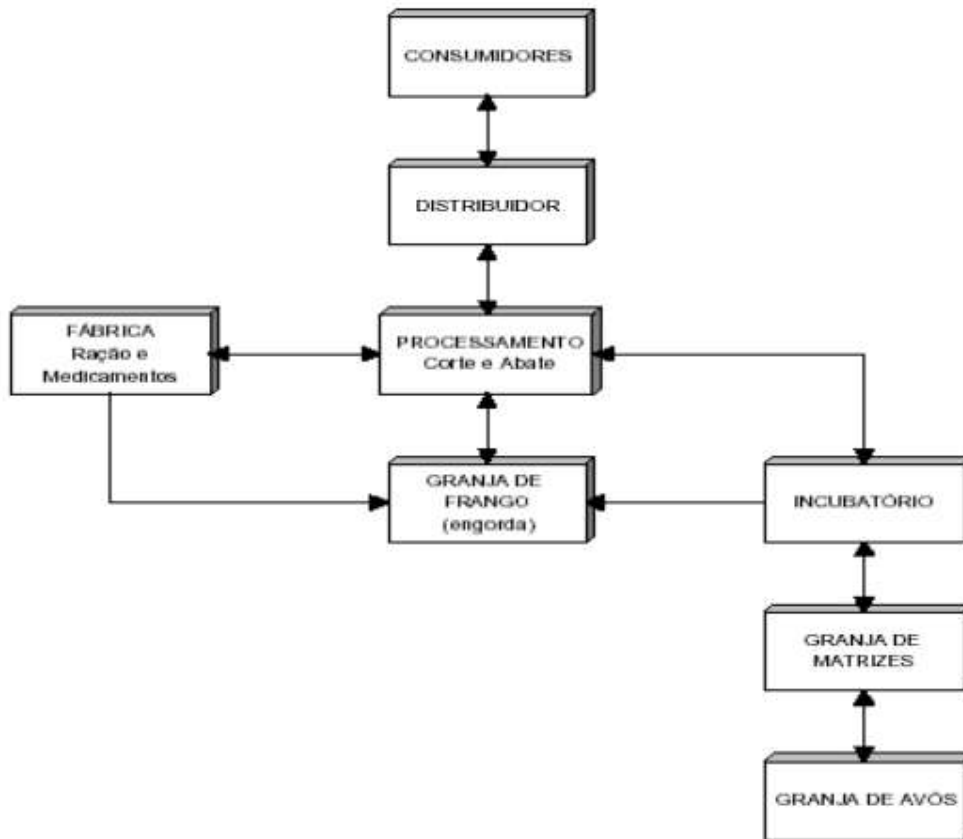 CONSUMIDORES
DISTRIBUIDOR
FÁBRICA
Ração e
Medicamentos
PROCESSAMENTO
Corte e Abate
GRANJA DE
FRANGO
(engorda)
INCUBATÓRIO
GRANJA DE
MATRIZES
GRANJA DE AVÓS